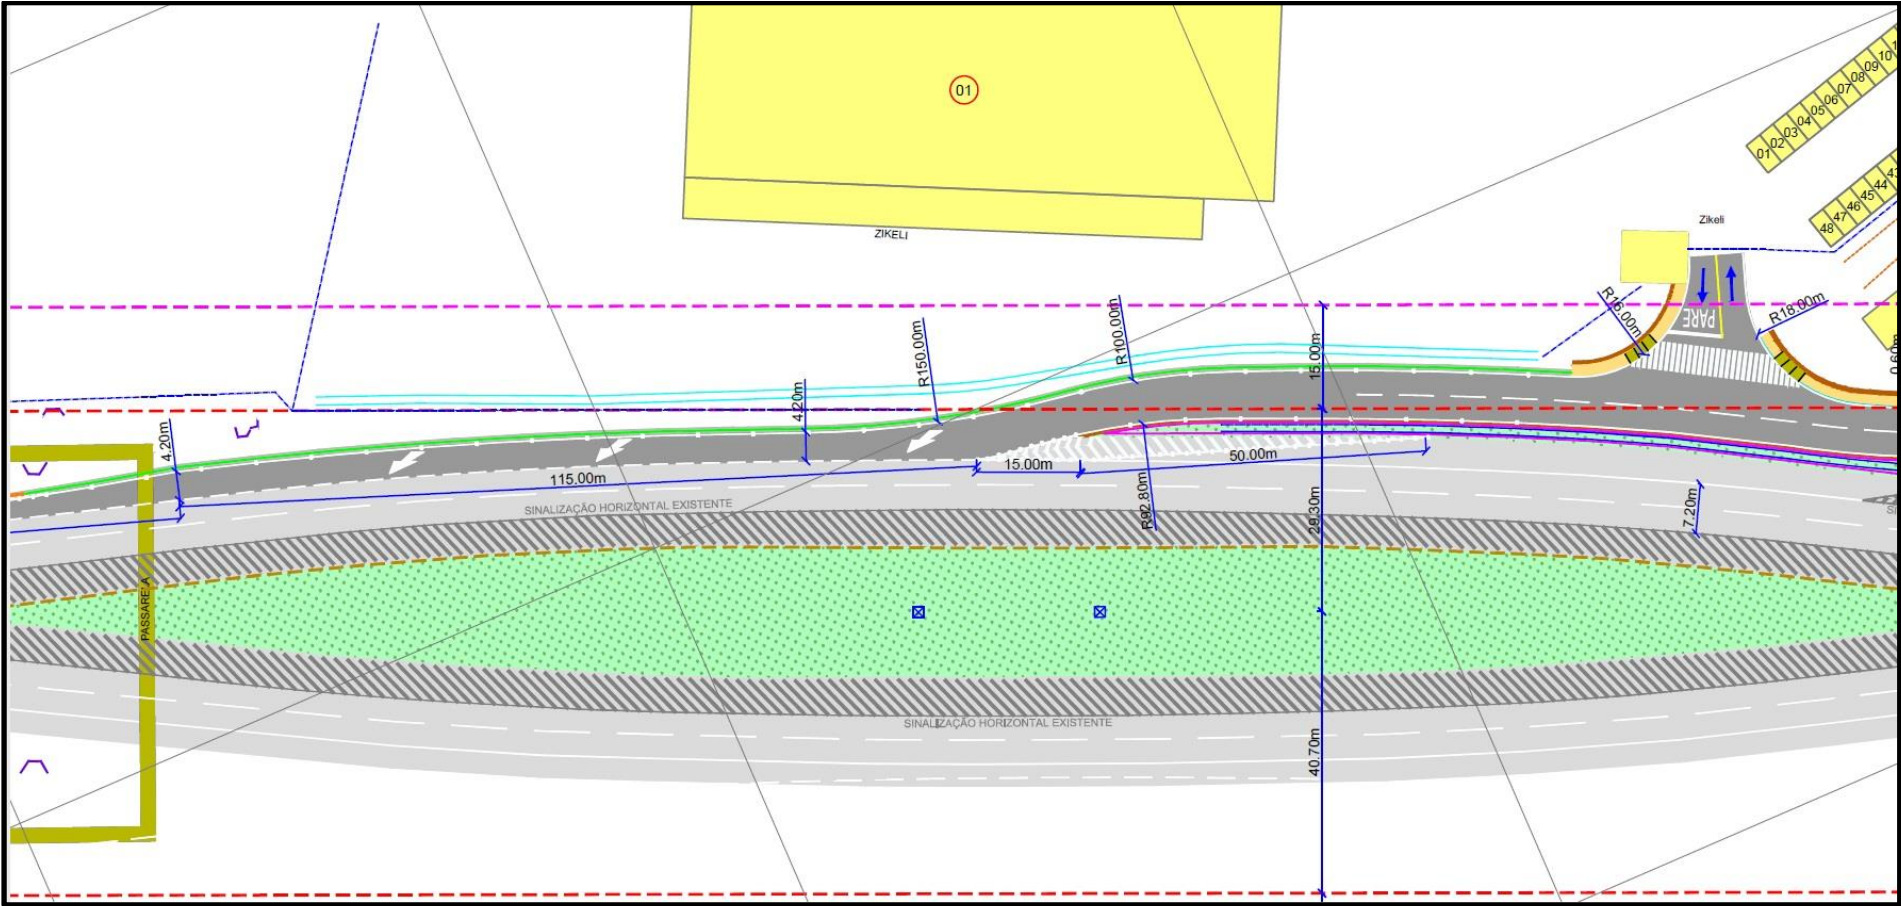 01
ZIKELI
10
09
08
07
06
05
04
03
02
01
44
45
46
47
48
Zikeli
PARE
R16.00m
R18.00m
R150.00m
R100.00m
15.00m
4.20m
4.20m
115.00m
15.00m
50.00m
R92.80m
29.30m
7.20m
SINALIZAÇÃO HORIZONTAL EXISTENTE
PASSARELA
SINALIZAÇÃO HORIZONTAL EXISTENTE
40.70m